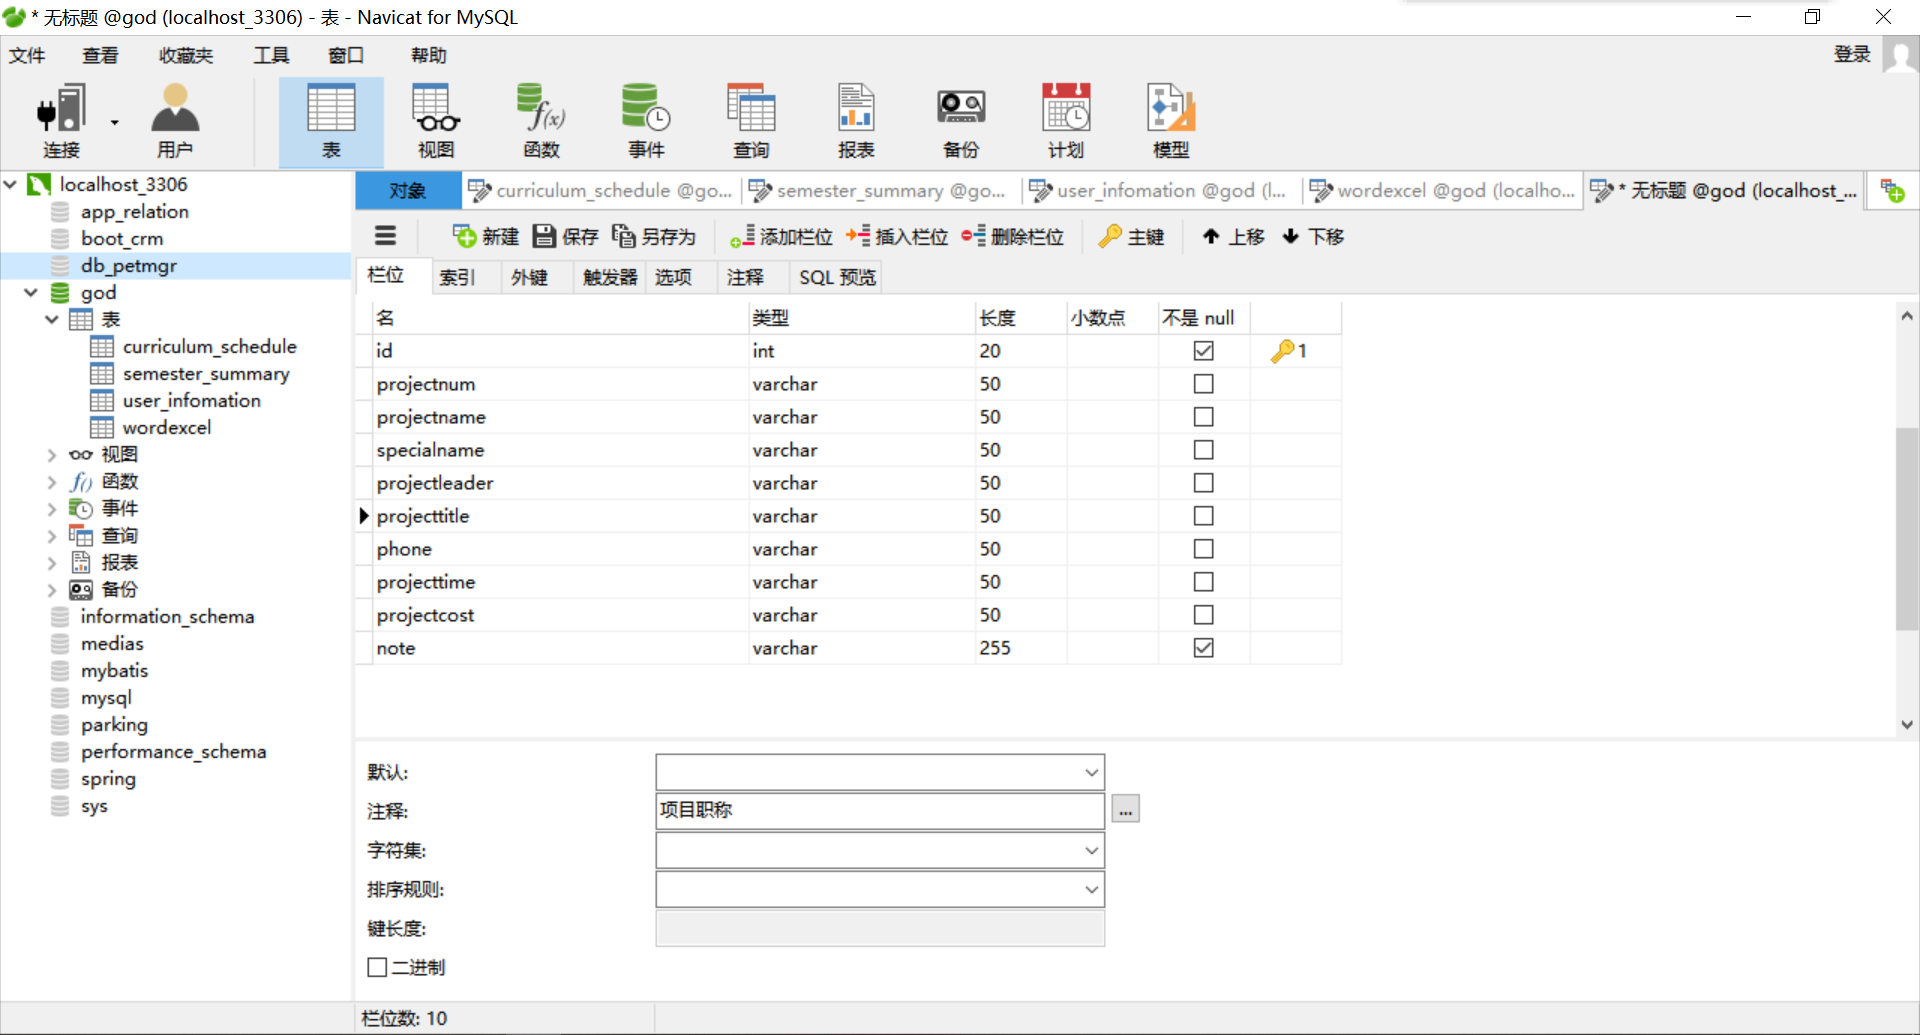 * 无标题 @god (localhost_3306) - 表 - Navicat for MySQL
文件 查看 收藏夹 工具 窗口 帮助 登录
连接 用户 表 视图 函数 事件 查询 报表 备份 计划 模型
f(x)
localhost_3306
app_relation
boot_crm
db_petmgr
god
表
curriculum_schedule
semester_summary
user_infomation
wordexcel
视图
f() 函数
事件
查询
报表
备份
information_schema
medias
mybatis
mysql
parking
performance_schema
spring
sys
对象 curriculum_schedule @go... semester_summary @go... user_infomation @god (l... wordexcel @god (localho... * 无标题 @god (localhost_...
新建 保存 另存为 添加栏位 插入栏位 删除栏位 主键 上移 下移
栏位 索引 外键 触发器 选项 注释 SQL 预览
名 类型 长度 小数点 不是 null
id int 20 1
projectnum varchar 50
projectname varchar 50
specialname varchar 50
projectleader varchar 50
projecttitle varchar 50
phone varchar 50
projecttime varchar 50
projectcost varchar 50
note varchar 255
默认:
注释: 项目职称 ...
字符集:
排序规则:
键长度:
二进制
栏位数: 10